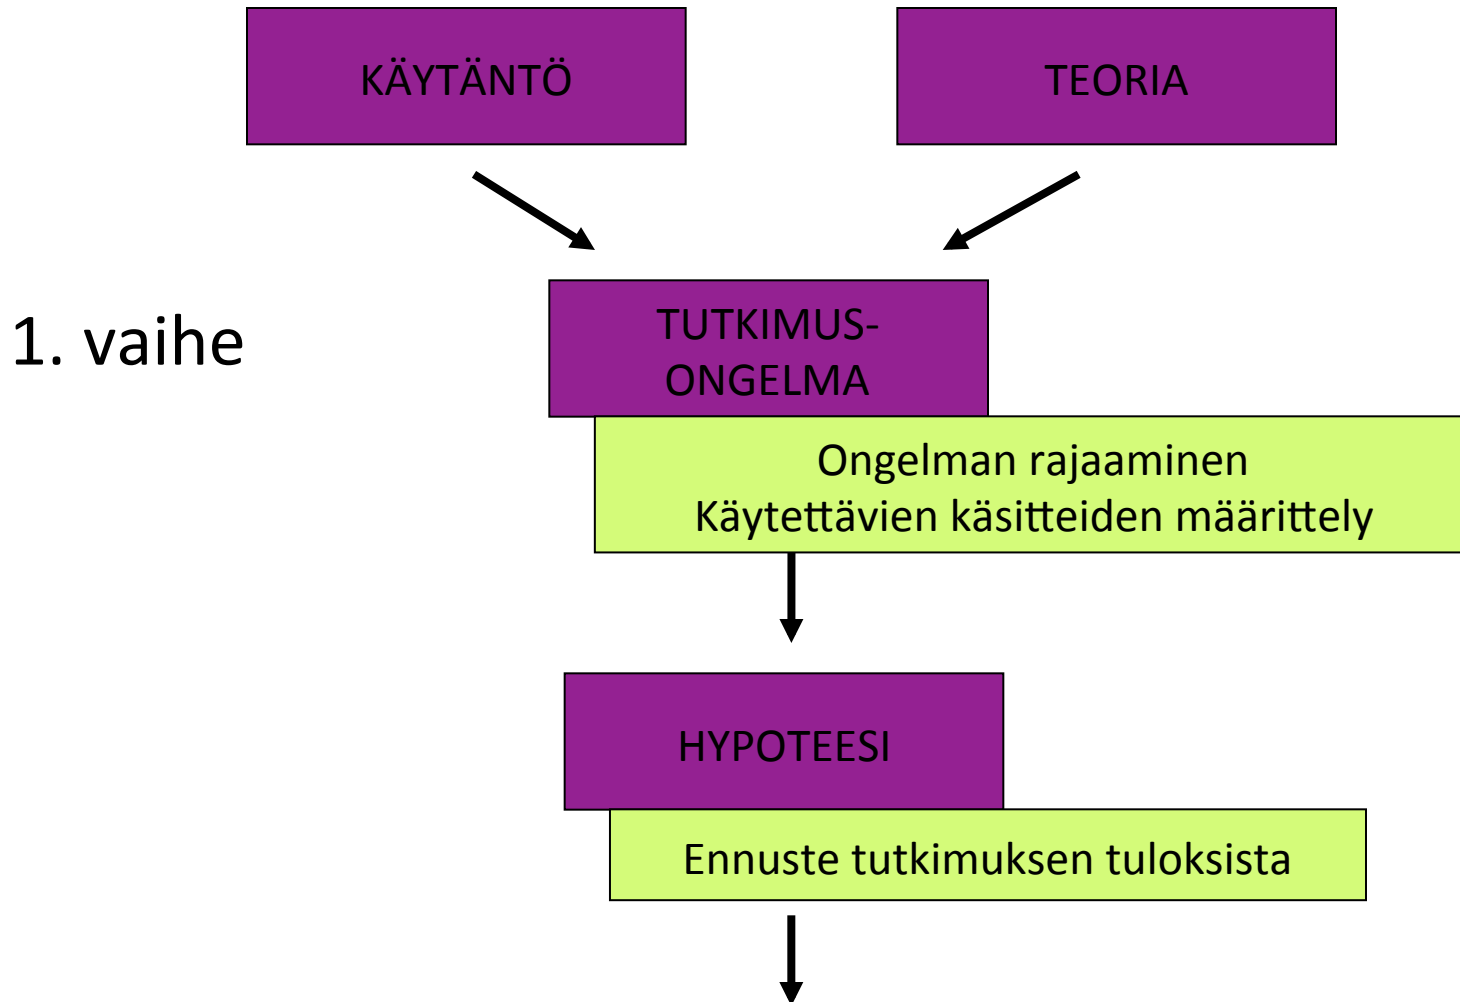 KÄYTÄNTÖ
TEORIA
1. vaihe
TUTKIMUS-
ONGELMA
Ongelman rajaaminen
Käytettävien käsitteiden määrittely
HYPOTEESI
Ennuste tutkimuksen tuloksista